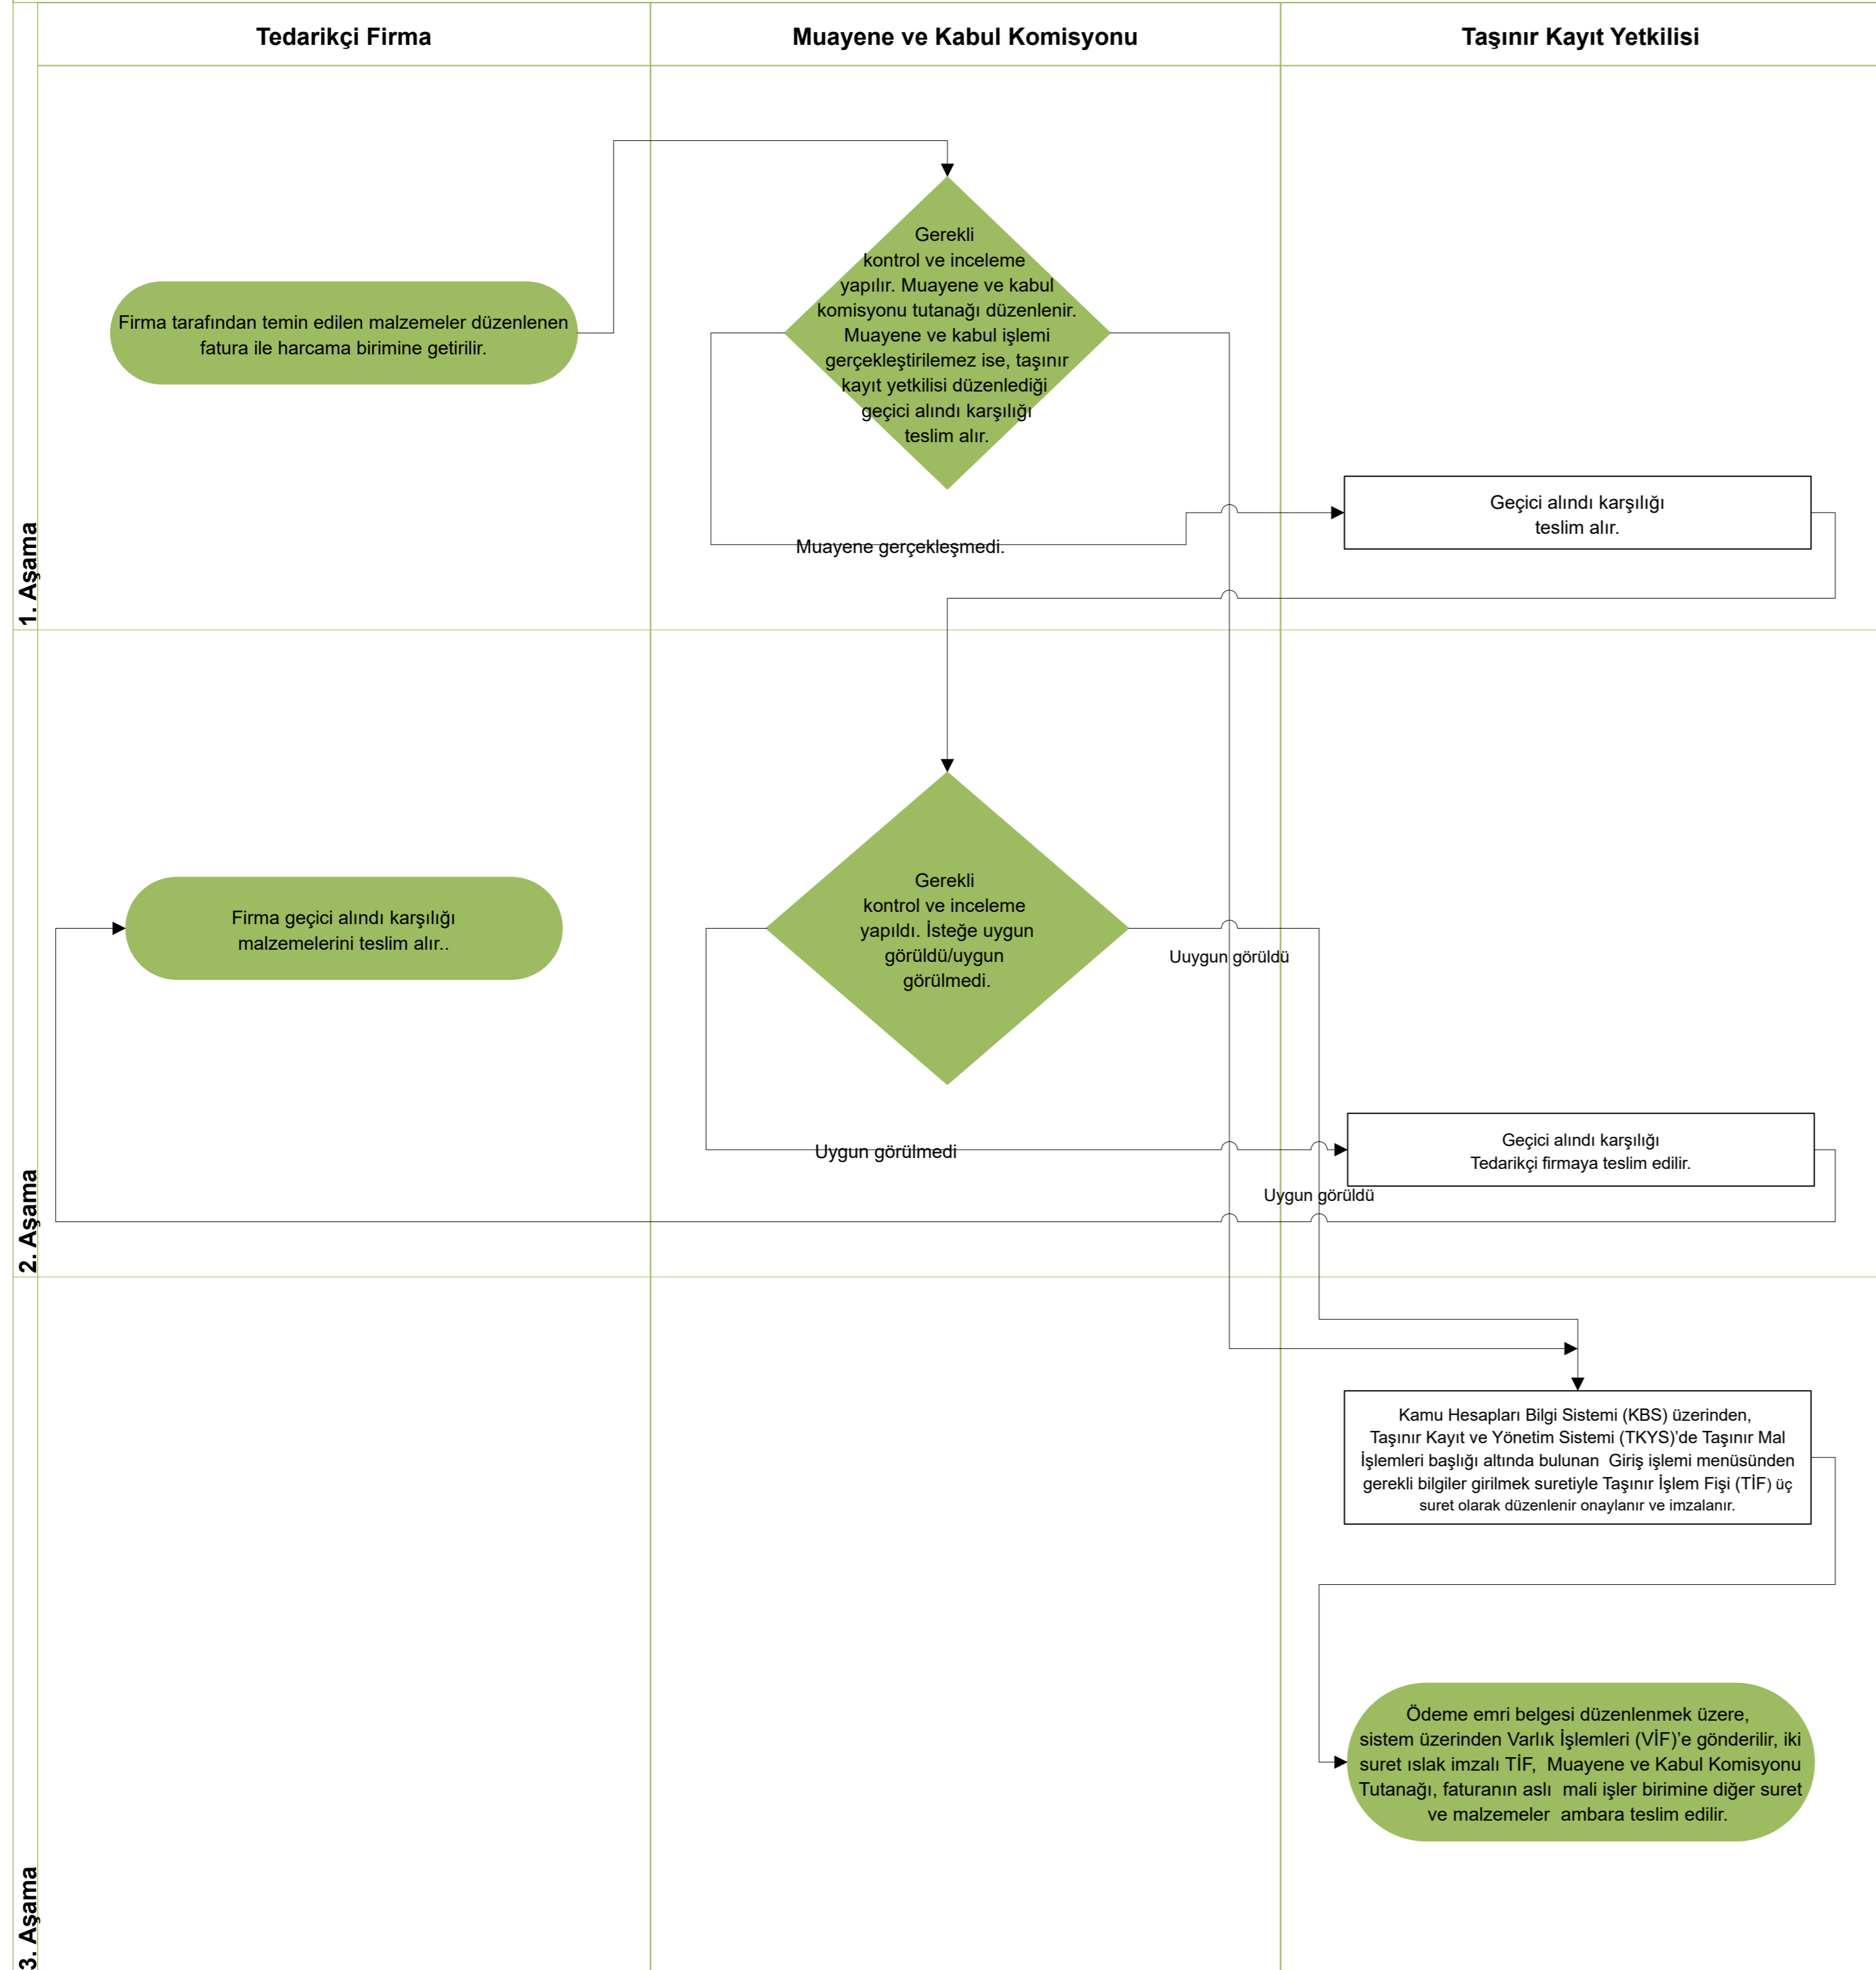 Tedarikçi Firma
Muayene ve Kabul Komisyonu
Taşınır Kayıt Yetkilisi
1. Aşama
Firma tarafından temin edilen malzemeler düzenlenen
fatura ile harcama birimine getirilir.
Gerekli
kontrol ve inceleme
yapılır. Muayene ve kabul
komisyonu tutanağı düzenlenir.
Muayene ve kabul işlemi
gerçekleştirilemez ise, taşınır
kayıt yetkilisi düzenlediği
geçici alındı karşılığı
teslim alır.
Muayene gerçekleşmedi.
Geçici alındı karşılığı
teslim alır.
2. Aşama
Firma geçici alındı karşılığı
malzemelerini teslim alır..
Gerekli
kontrol ve inceleme
yapıldı. İsteğe uygun
görüldü/uygun
görülmedi.
Uuygun görüldü
Uygun görülmedi
Geçici alındı karşılığı
Tedarikçi firmaya teslim edilir.
Uygun görüldü
3. Aşama
Kamu Hesapları Bilgi Sistemi (KBS) üzerinden,
Taşınır Kayıt ve Yönetim Sistemi (TKYS)’de Taşınır Mal
İşlemleri başlığı altında bulunan  Giriş işlemi menüsünden
gerekli bilgiler girilmek suretiyle Taşınır İşlem Fişi (TİF) üç
suret olarak düzenlenir onaylanır ve imzalanır.
Ödeme emri belgesi düzenlenmek üzere,
sistem üzerinden Varlık İşlemleri (VİF)’e gönderilir, iki
suret ıslak imzalı TİF,  Muayene ve Kabul Komisyonu
Tutanağı, faturanın aslı  mali işler birimine diğer suret
ve malzemeler  ambara teslim edilir.